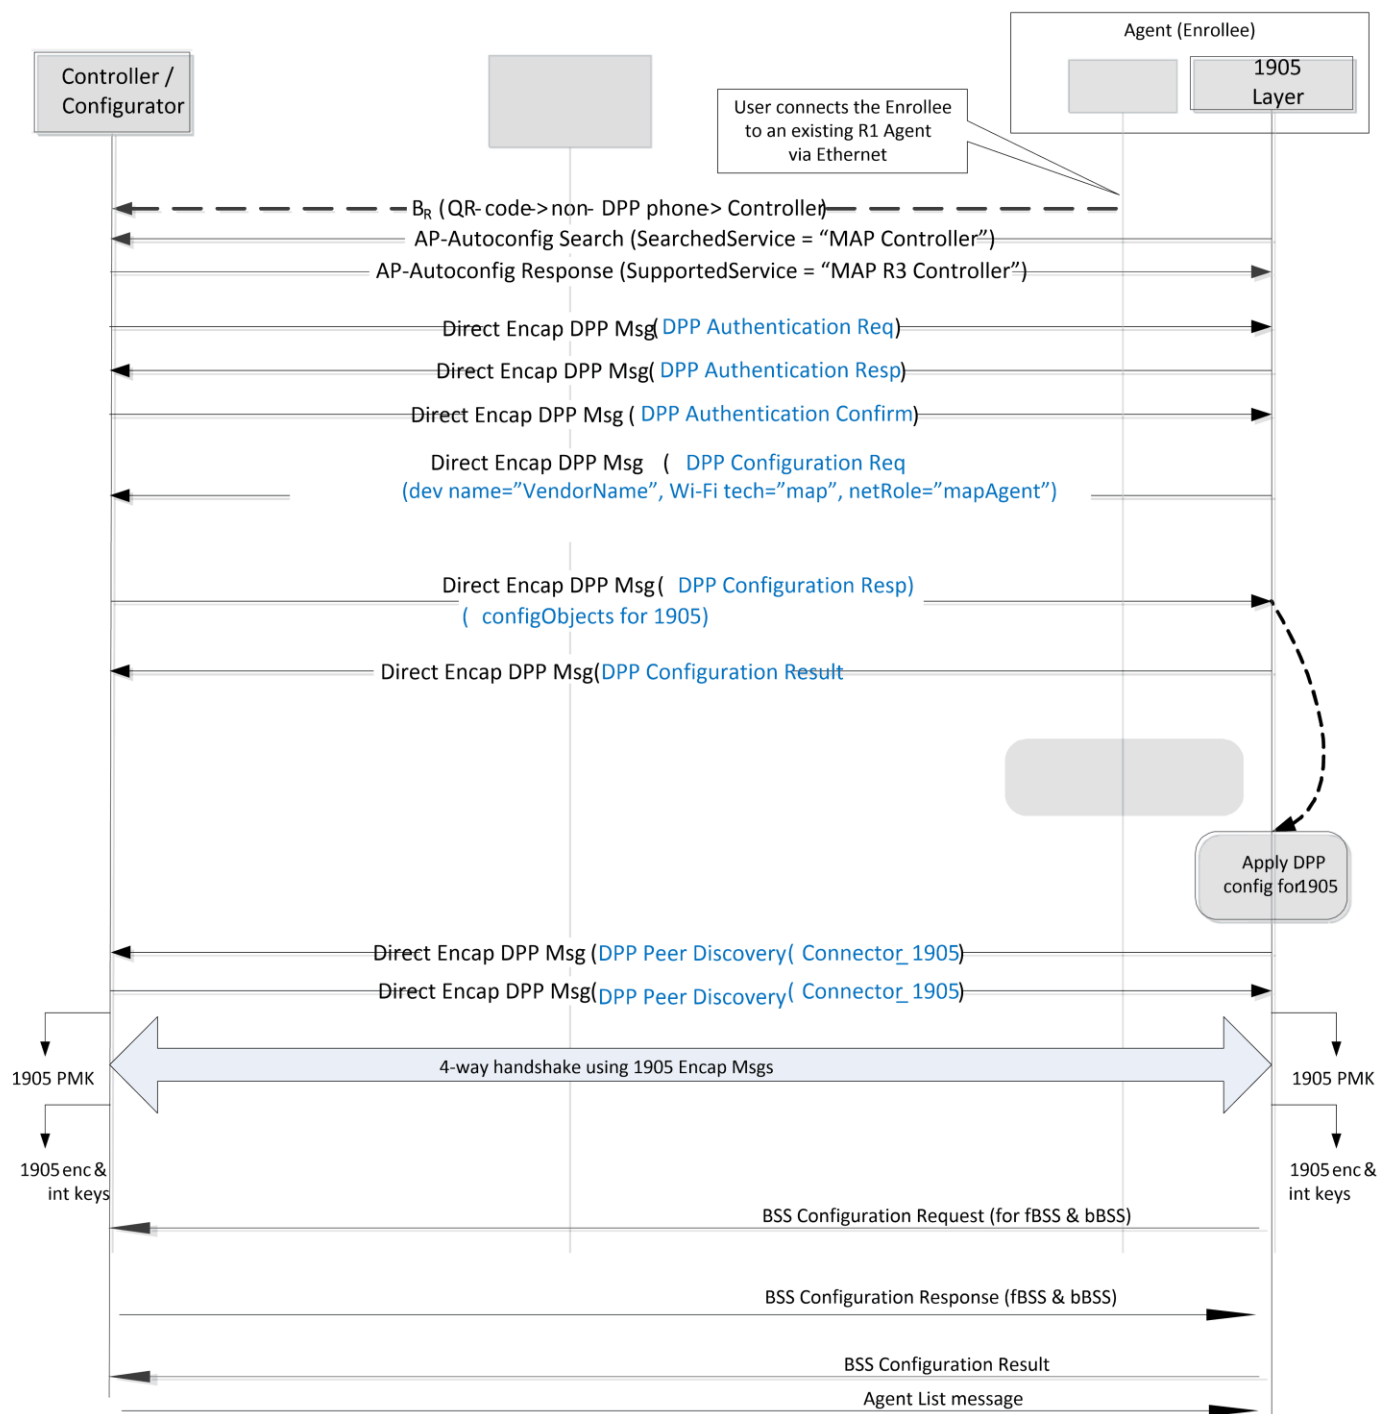 Agent (Enrollee)
Controller /
Configurator
1905
Layer
User connects the Enrollee
to an existing R1 Agent
via Ethernet
BR (QR-code->non- DPP phone-> Controller)
AP-Autoconfig Search (SearchedService = “MAP Controller”)
AP-Autoconfig Response (SupportedService = “MAP R3 Controller”)
Direct Encap DPP Msg( DPP Authentication Req)
Direct Encap DPP Msg( DPP Authentication Resp)
Direct Encap DPP Msg ( DPP Authentication Confirm)
Direct Encap DPP Msg ( DPP Configuration Req
(dev name=”VendorName”, Wi-Fi tech=”map”, netRole=”mapAgent”)
Direct Encap DPP Msg( DPP Configuration Resp)
( configObjects for 1905)
Direct Encap DPP Msg(DPP Configuration Result
Apply DPP
config for1905
Direct Encap DPP Msg (DPP Peer Discovery( Connector_1905)
Direct Encap DPP Msg(DPP Peer Discovery( Connector_1905)
4-way handshake using 1905 Encap Msgs
1905 PMK
1905 PMK
1905 enc &
int keys
1905 enc &
int keys
BSS Configuration Request (for fBSS & bBSS)
BSS Configuration Response (fBSS & bBSS)
BSS Configuration Result
Agent List message